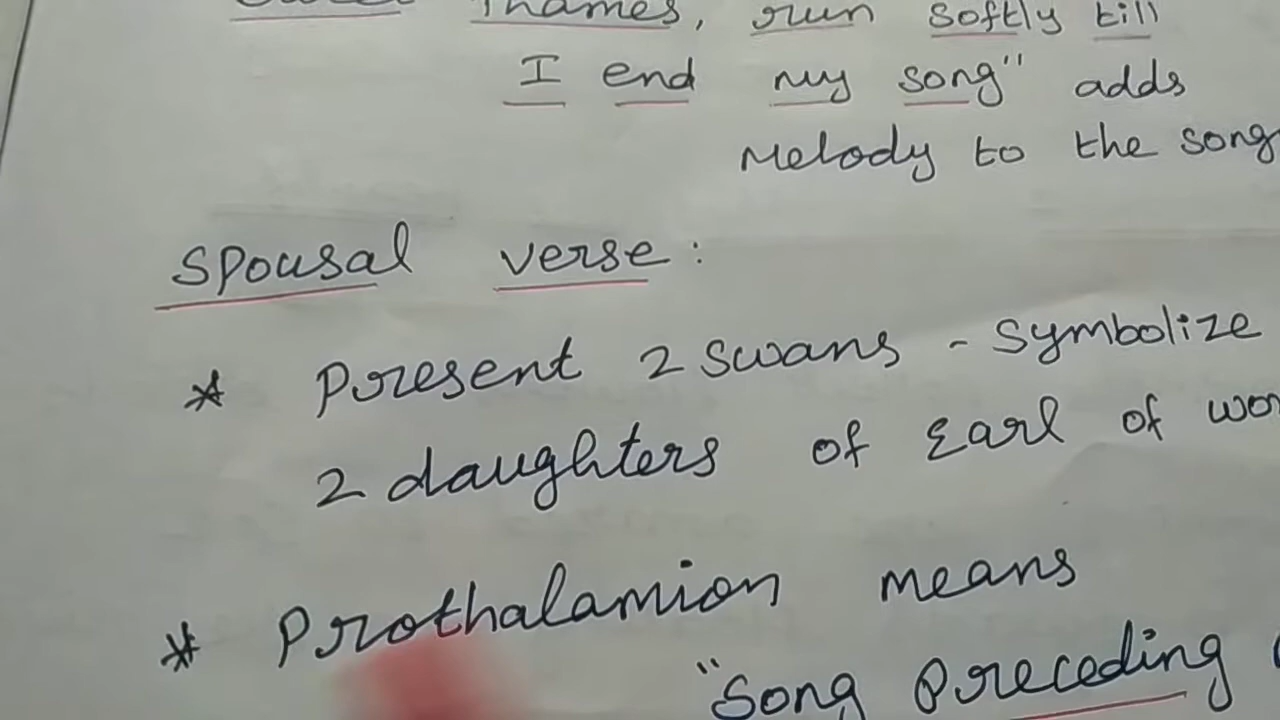 Thames, run softly till
I end my song" adds
Melody to the song
Spousal verse :
* Present 2 swans - Symbolize
2 daughters of Earl of
* Prothalamion means
"Song Preceding